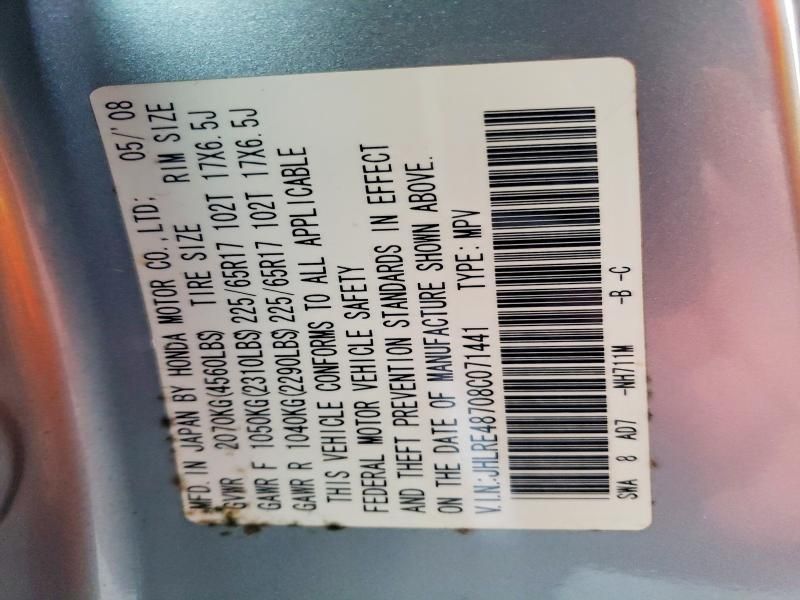 MFD. IN JAPAN BY HONDA MOTOR CO., LTD; 05/'08
GVWR 2070KG(4560LBS) TIRE SIZE RIM SIZE
GAWR F 1050KG(2310LBS)225/65R17 102T 17X6.5J
GAWR R 1040KG(2290LBS)225/65R17 102T 17X6.5J
THIS VEHICLE CONFORMS TO ALL APPLICABLE
FEDERAL MOTOR VEHICLE SAFETY
AND THEFT PREVENTION STANDARDS IN EFFECT
ON THE DATE OF MANUFACTURE SHOWN ABOVE.
V.I.N:JHLRE48708C071441 TYPE: MPV
SWA 8 AD7 -NH711M -B -C